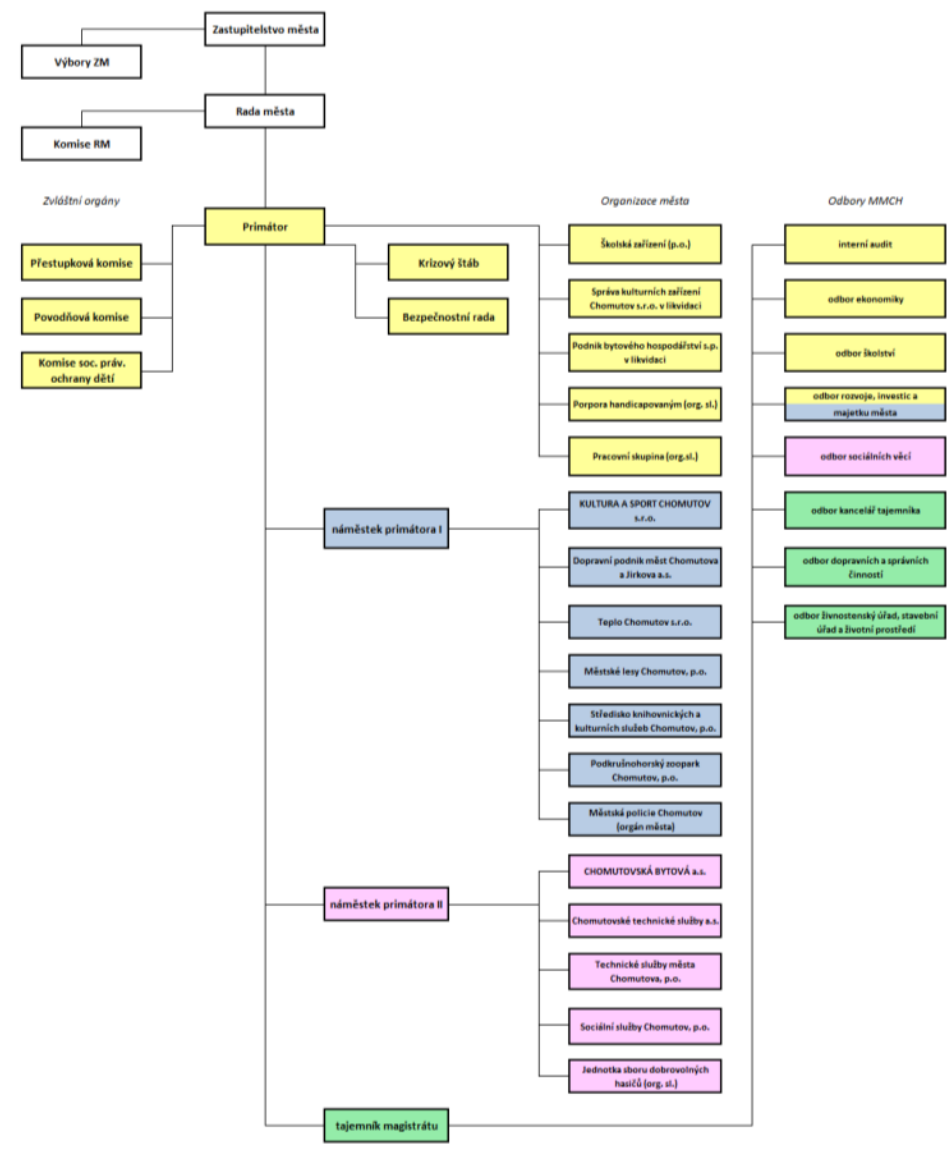 Zastupitelstvo města
Výbory ZM
Rada města
Komise RM
Zvláštní orgány
Organizace města
Odbory MMCH
Primátor
Přestupková komise
Povodňová komise
Komise soc. práv.
ochrany dětí
Krizový štáb
Bezpečnostní rada
Školská zařízení (p.o.)
Správa kulturních zařízení
Chomutov s.r.o. v likvidaci
Podnik bytového hospodářství s.p.
v likvidaci
Porpora handicapovaným (org. sl.)
Pracovní skupina (org.sl.)
interní audit
odbor ekonomiky
odbor školství
odbor rozvoje, investic a
majetku města
odbor sociálních věcí
odbor kancelář tajemníka
odbor dopravních a správních
činností
odbor živnostenský úřad, stavební
úřad a životní prostředí
náměstek primátora I
KULTURA A SPORT CHOMUTOV
s.r.o.
Dopravní podnik měst Chomutova
a Jirkova a.s.
Teplo Chomutov s.r.o.
Městské lesy Chomutov, p.o.
Středisko knihovnických a
kulturních služeb Chomutov, p.o.
Podkrušnohorský zoopark
Chomutov, p.o.
Městská policie Chomutov
(orgán města)
náměstek primátora II
CHOMUTOVSKÁ BYTOVÁ a.s.
Chomutovské technické služby a.s.
Technické služby města
Chomutova, p.o.
Sociální služby Chomutov, p.o.
Jednotka sboru dobrovolných
hasičů (org. sl.)
tajemník magistrátu